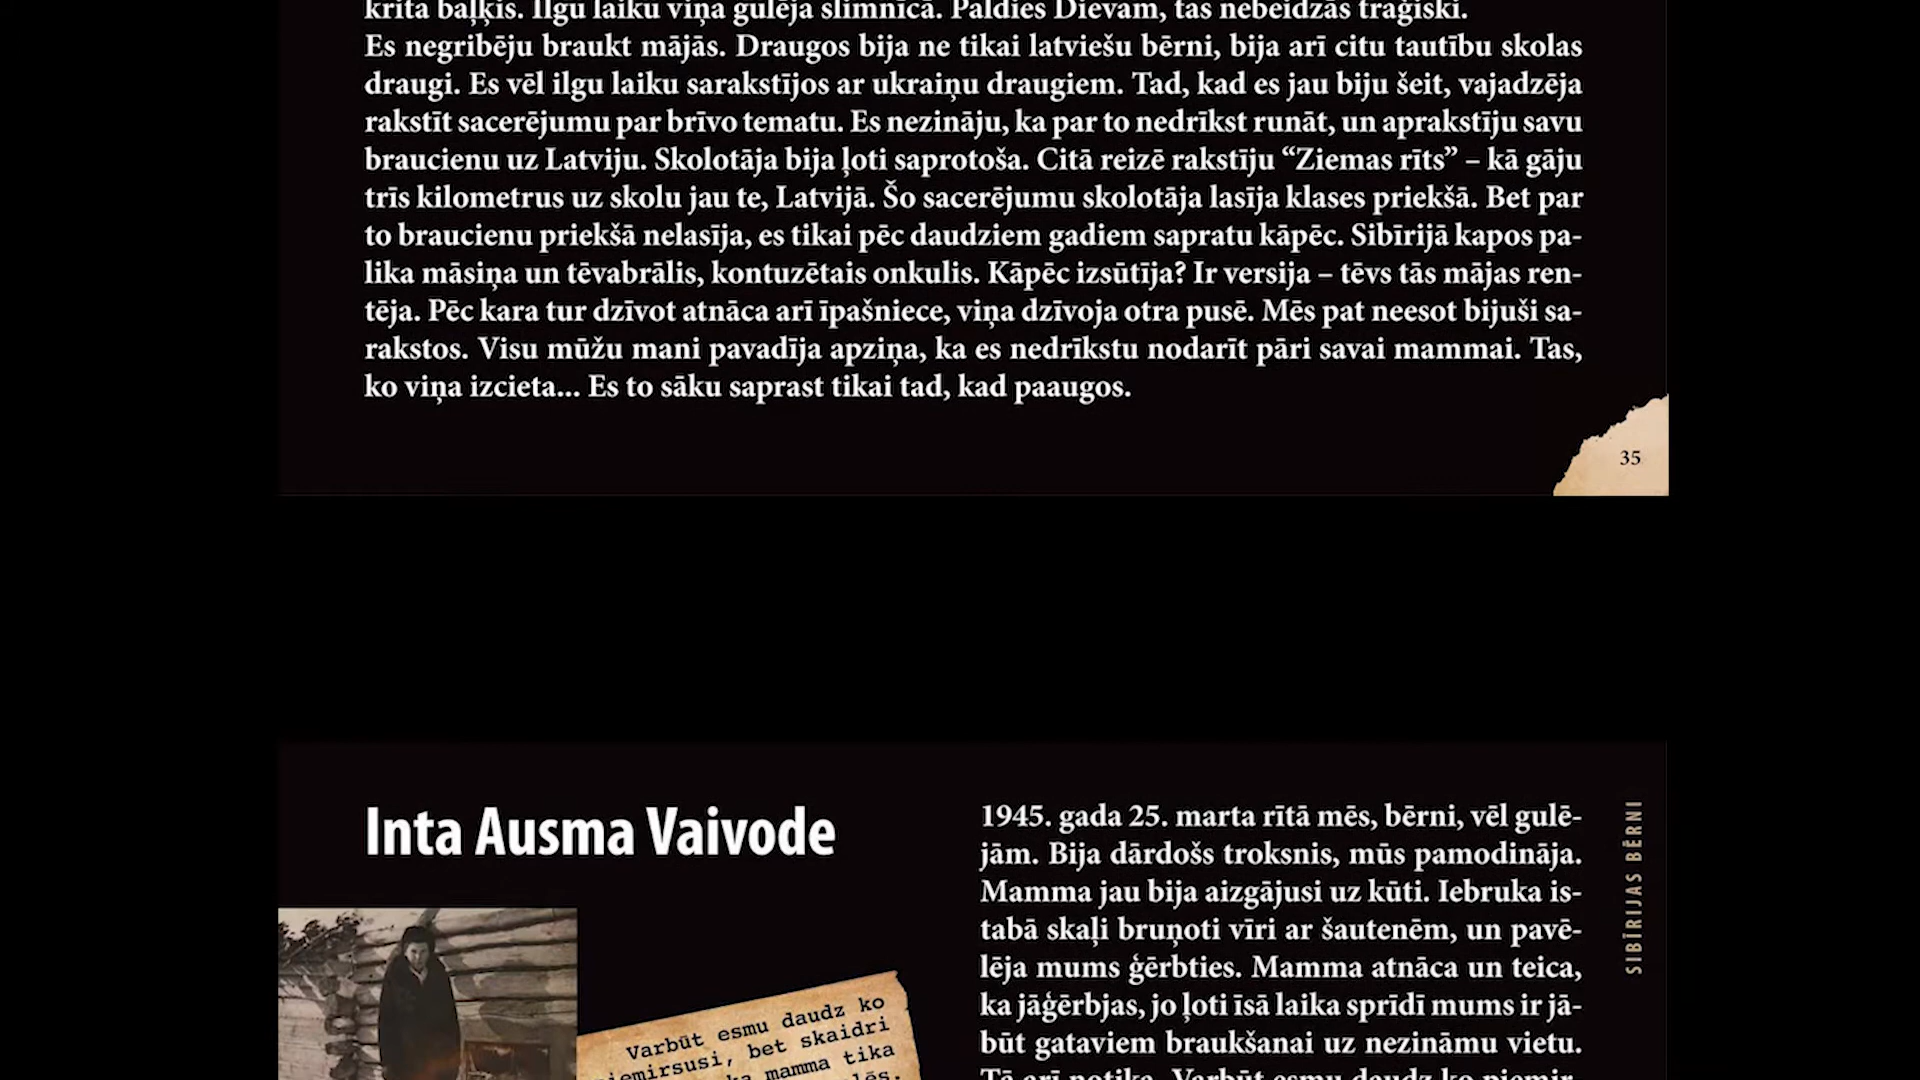 krita baļķis. Ilgu laiku viņa gulēja slimnīcā. Paldies Dievam, tas nebeidzās traģiski.
Es negribēju braukt mājās. Draugos bija ne tikai latviešu bērni, bija arī citu tautību skolas
draugi. Es vēl ilgu laiku sarakstījos ar ukraiņu draugiem. Tad, kad es jau biju šeit, vajadzēja
rakstīt sacerējumu par brīvo tematu. Es nezināju, ka par to nedrīkst runāt, un aprakstīju savu
braucienu uz Latviju. Skolotāja bija ļoti saprotoša. Citā reizē rakstīju “Ziemas rīts” – kā gāju
trīs kilometrus uz skolu jau te, Latvijā. Šo sacerējumu skolotāja lasīja klases priekšā. Bet par
to braucienu priekšā nelasīja, es tikai pēc daudziem gadiem sapratu kāpēc. Sibīrijā kapos pa-
lika māsiņa un tēvabrālis, kontuzētais onkulis. Kāpēc izsūtīja? Ir versija – tēvs tās mājas ren-
tēja. Pēc kara tur dzīvot atnāca arī īpašniece, viņa dzīvoja otra pusē. Mēs pat neesot bijuši sa-
rakstos. Visu mūžu mani pavadīja apziņa, ka es nedrīkstu nodarīt pāri savai mammai. Tas,
ko viņa izcieta... Es to sāku saprast tikai tad, kad paaugos.
35
Inta Ausma Vaivode
Varbūt esmu daudz ko
iemirsusi, bet skaidri
ka mamma tika
1945. gada 25. marta rītā mēs, bērni, vēl gulē-
jām. Bija dārdošs troksnis, mūs pamodināja.
Mamma jau bija aizgājusi uz kūti. Iebruka is-
tabā skaļi bruņoti vīri ar šautenēm, un pavē-
lēja mums ģērbties. Mamma atnāca un teica,
ka jāģērbjas, jo ļoti īsā laika sprīdī mums ir jā-
būt gataviem braukšanai uz nezināmu vietu.
Tā arī notika. Varbūt esmu daudz ko piemir-
SIBĪRIJAS BĒRNI